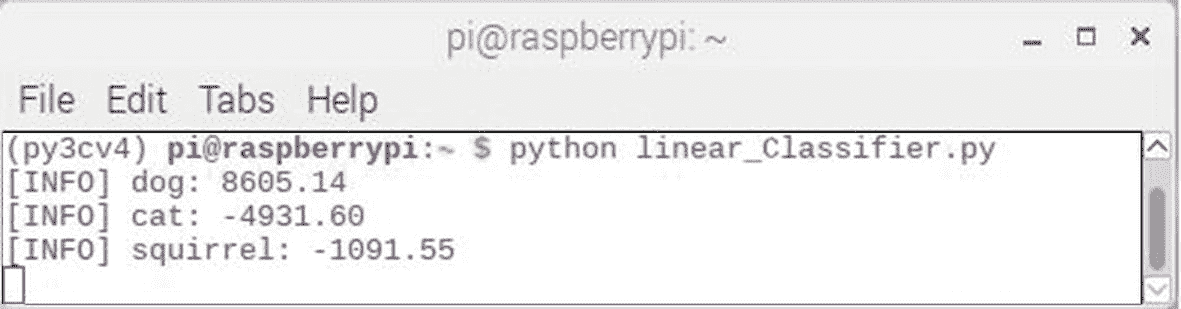 pi@raspberrypi: ~
File Edit Tabs Help
(py3cv4) pi@raspberrypi:~ $ python linear_Classifier.py
[INFO] dog: 8605.14
[INFO] cat: -4931.60
[INFO] squirrel: -1091.55